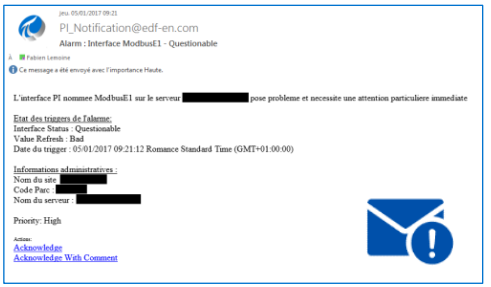 jeu. 05/01/2017 09:21
PI_Notification@edf-en.com
Alarm : Interface ModbusE1 - Questionable
À Fabien Lemoine
Ce message a été envoyé avec l'importance Haute.
L'interface PI nommee ModbusE1 sur le serveur pose probleme et necessite une attention particuliere immediate
Etat des triggers de l'alarme:
Interface Status : Questionable
Value Refresh : Bad
Date du trigger : 05/01/2017 09:21:12 Romance Standard Time (GMT+01:00:00)
Informations administratives :
Nom du site
Code Parc :
Nom du serveur :
Priority: High
Actions:
Acknowledge
Acknowledge With Comment